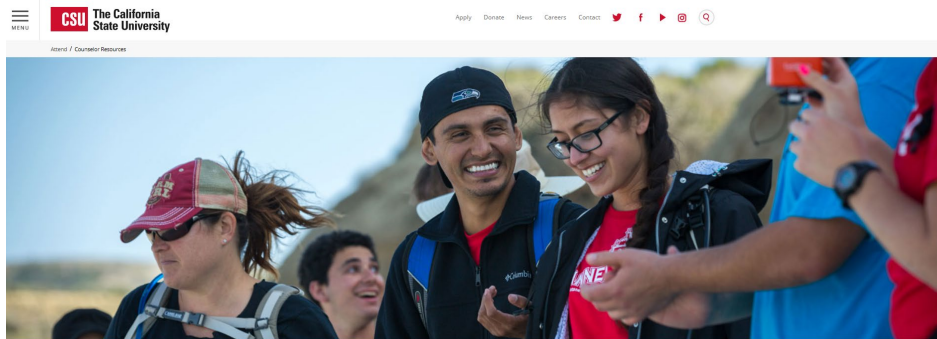 MENU
CSU The California
State University
Apply Donate News Careers Contact
Attend / Counselor Resources
Columbia